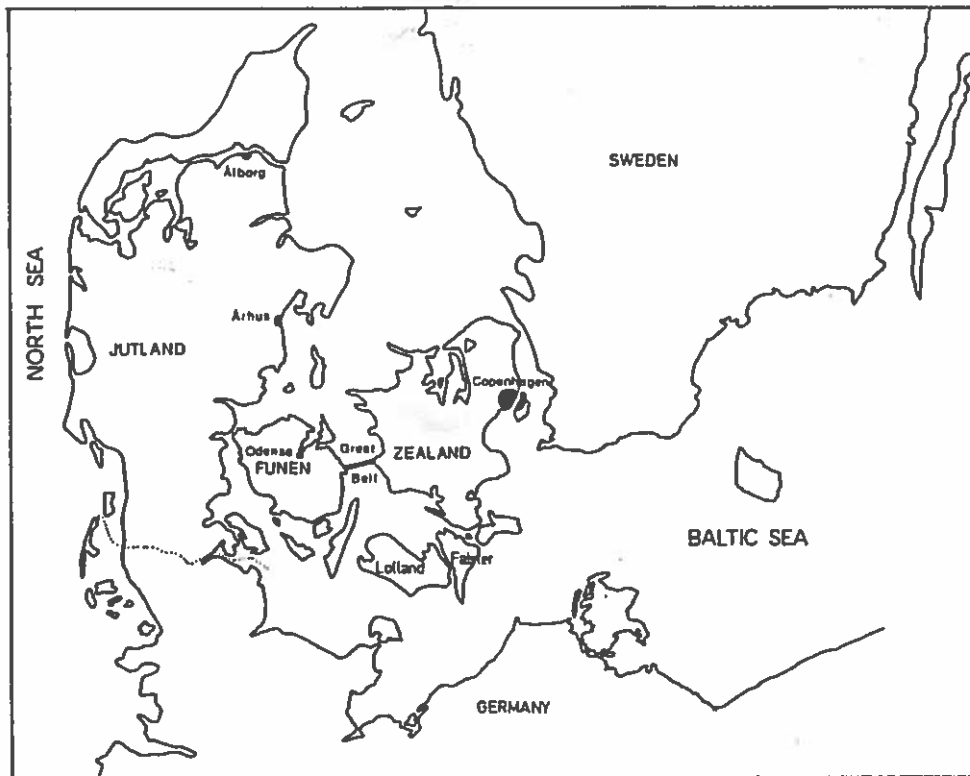 SWEDEN
Ålborg
NORTH SEA
Århus
JUTLAND
Copenhagen
Odense
FUNEN
Great
Belt
ZEALAND
BALTIC SEA
Lolland
Falster
GERMANY